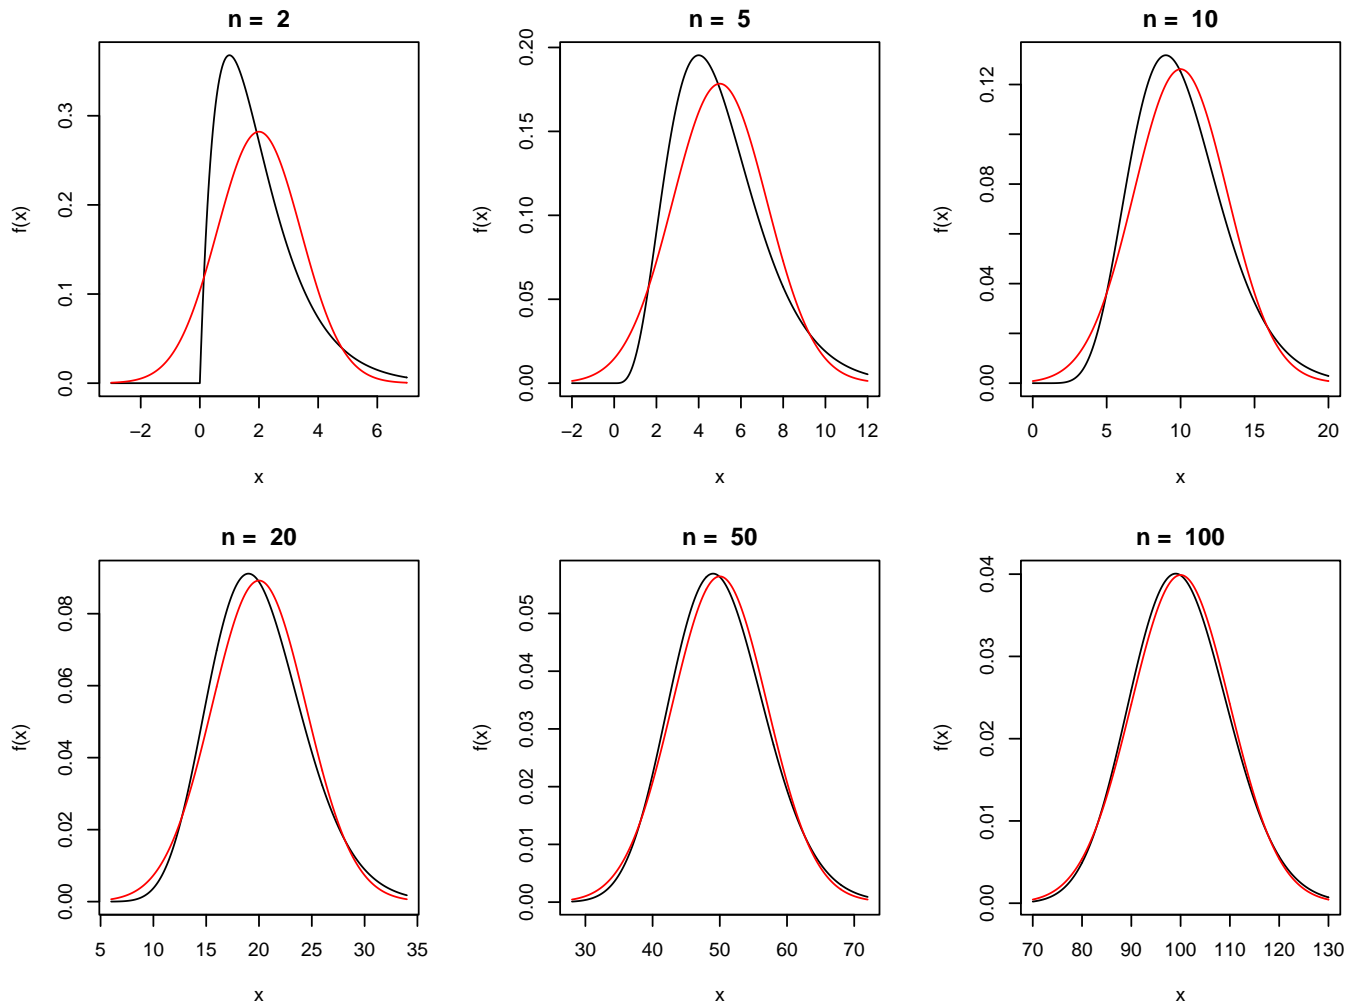 n = 2
f(x)
0.0 0.1 0.2 0.3
−2 0 2 4 6
x
n = 5
f(x)
0.00 0.05 0.10 0.15 0.20
−2 0 2 4 6 8 10 12
x
n = 10
f(x)
0.00 0.04 0.08 0.12
0 5 10 15 20
x
n = 20
f(x)
0.00 0.02 0.04 0.06 0.08
5 10 15 20 25 30 35
x
n = 50
f(x)
0.00 0.01 0.02 0.03 0.04 0.05
30 40 50 60 70
x
n = 100
f(x)
0.00 0.01 0.02 0.03 0.04
70 80 90 100 110 120 130
x